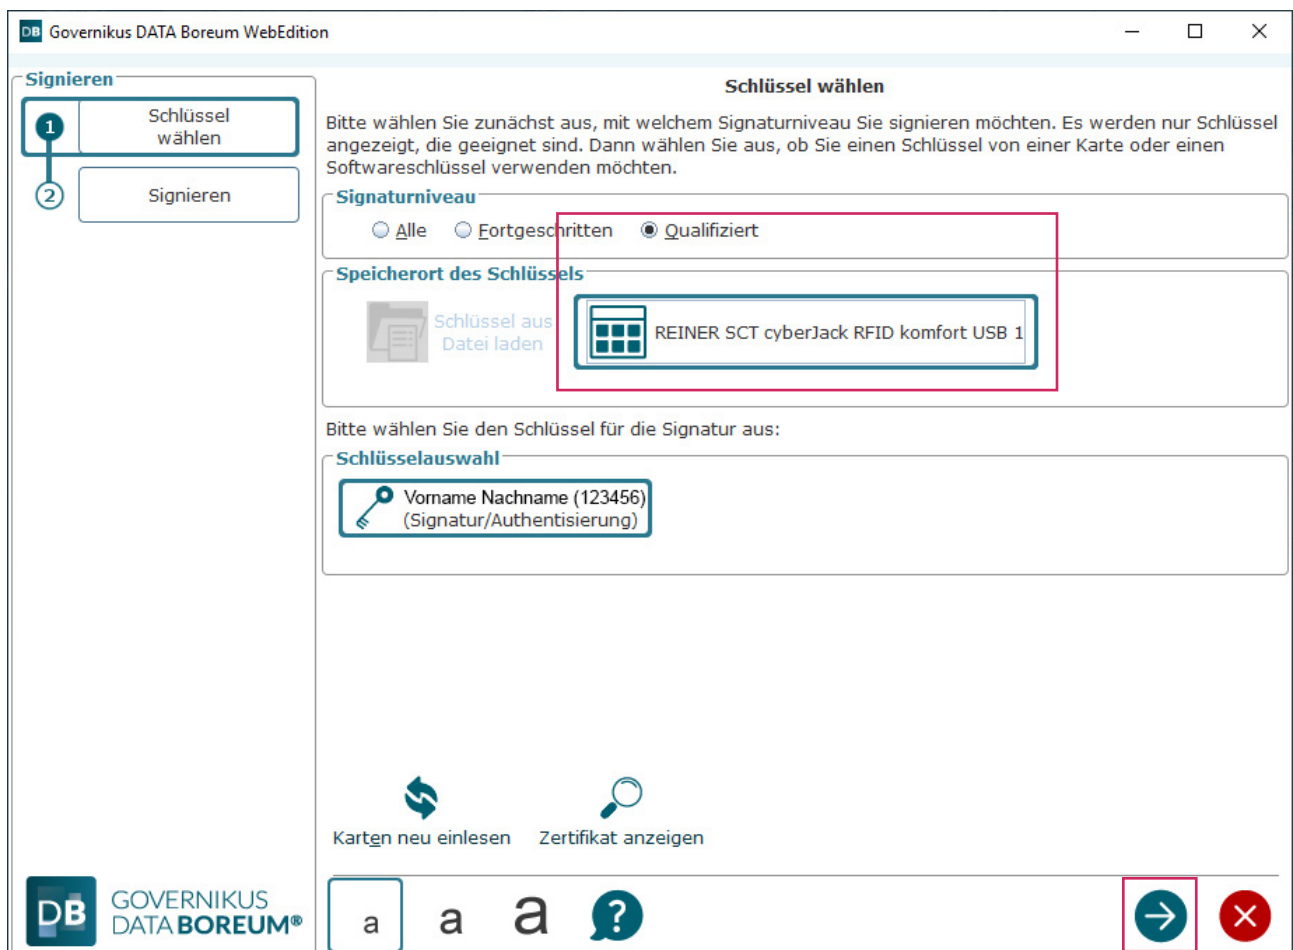 DB Governikus DATA Boreum WebEdition
Signieren
1 Schlüssel
wählen
2 Signieren
Schlüssel wählen
Bitte wählen Sie zunächst aus, mit welchem Signaturniveau Sie signieren möchten. Es werden nur Schlüssel
angezeigt, die geeignet sind. Dann wählen Sie aus, ob Sie einen Schlüssel von einer Karte oder einen
Softwareschlüssel verwenden möchten.
Signaturniveau
Alle Fortgeschritten Qualifiziert
Speicherort des Schlüssels
Schlüssel aus
Datei laden
REINER SCT cyberJack RFID komfort USB 1
Bitte wählen Sie den Schlüssel für die Signatur aus:
Schlüsselauswahl
Vorname Nachname (123456)
(Signatur/Authentisierung)
Karten neu einlesen Zertifikat anzeigen
DB GOVERNIKUS
DATA BOREUM®
a a a ?